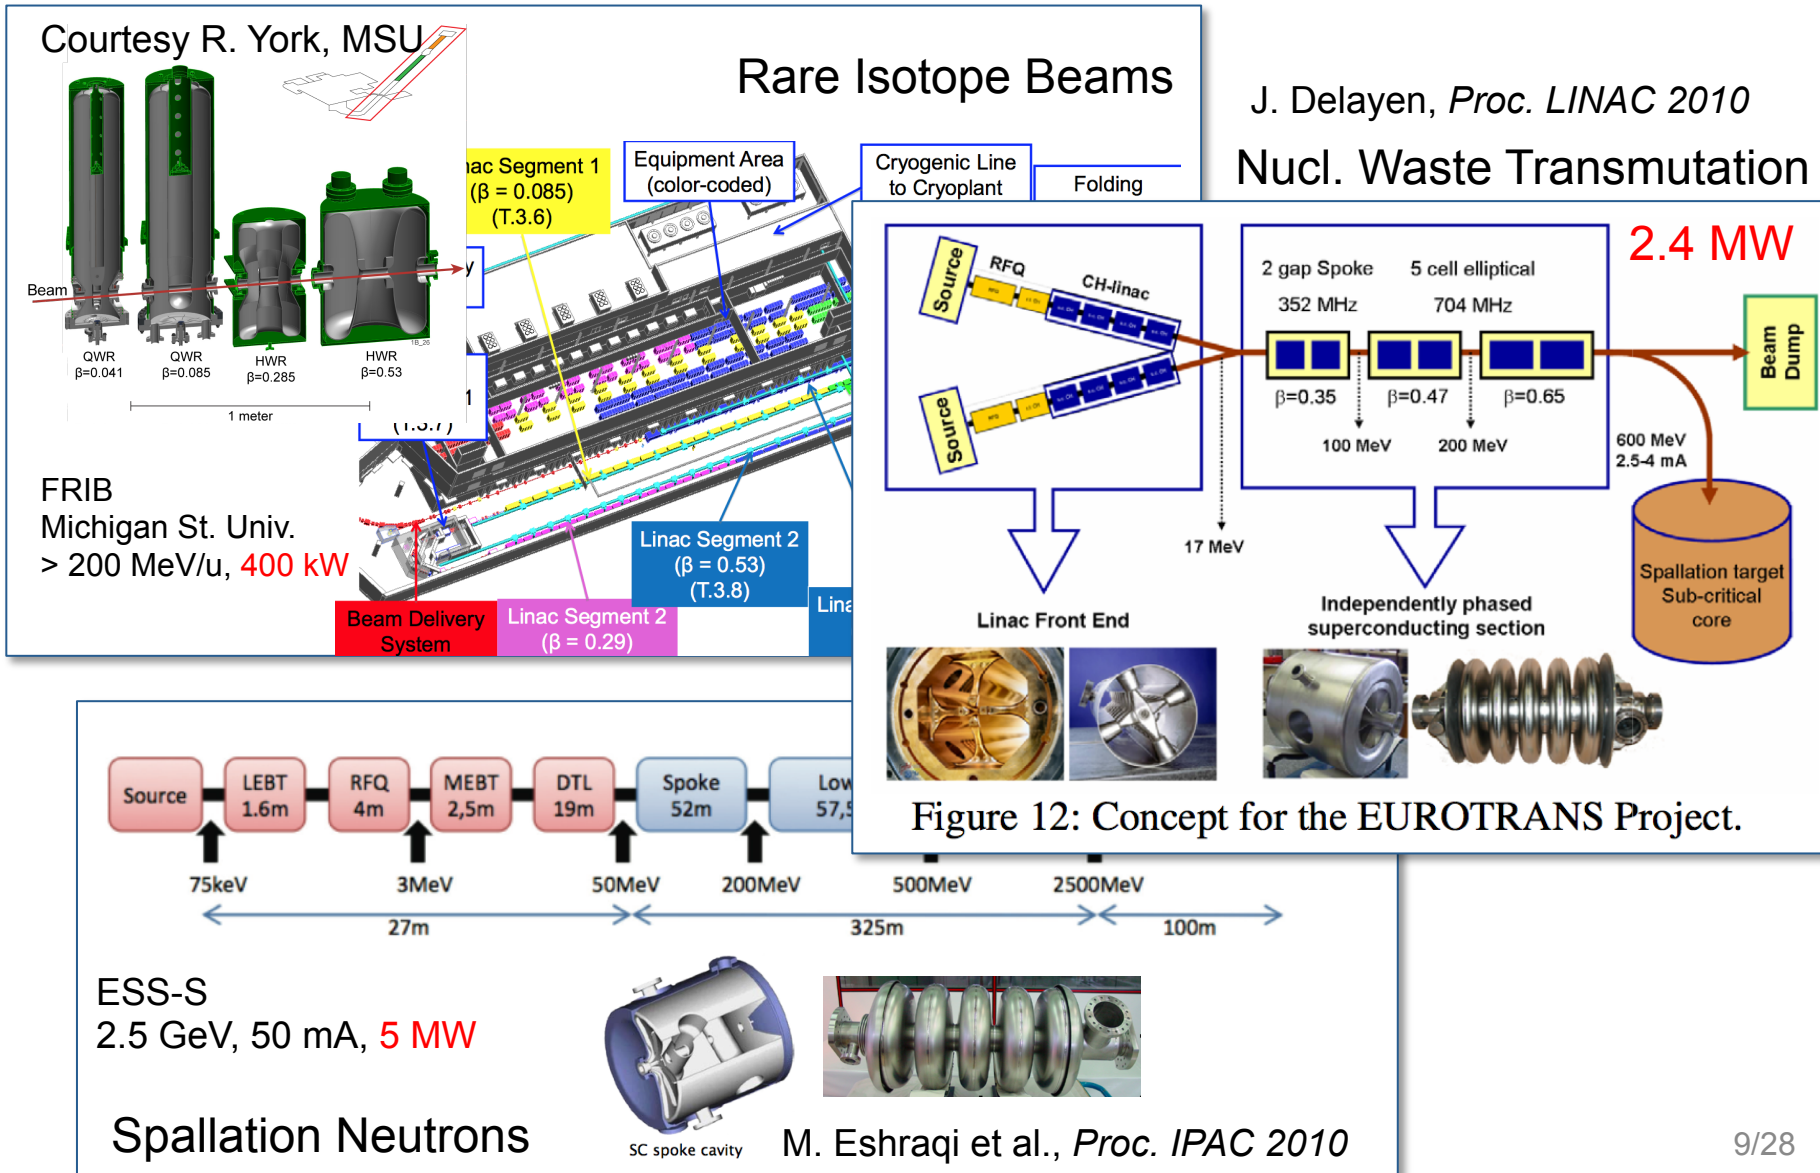 Courtesy R. York, MSU
Rare Isotope Beams
Beam
QWR
β=0.041
QWR
β=0.085
HWR
β=0.285
HWR
β=0.53
1 meter
Linac Segment 1
(β = 0.085)
(T.3.6)
Equipment Area
(color-coded)
Cryogenic Line
to Cryoplant
Folding
(T.3.7)
FRIB
Michigan St. Univ.
> 200 MeV/u, 400 kW
Beam Delivery
System
Linac Segment 2
(β = 0.29)
Linac Segment 2
(β = 0.53)
(T.3.8)
Lina
J. Delayen, Proc. LINAC 2010
Nucl. Waste Transmutation
2.4 MW
Source
RFQ
CH-linac
Source
2 gap Spoke
352 MHz
5 cell elliptical
704 MHz
β=0.35
β=0.47
β=0.65
Beam
Dump
100 MeV
200 MeV
600 MeV
2.5-4 mA
17 MeV
Spallation target
Sub-critical
core
Linac Front End
Independently phased
superconducting section
Figure 12: Concept for the EUROTRANS Project.
Source
LEBT
1.6m
RFQ
4m
MEBT
2,5m
DTL
19m
Spoke
52m
Low
57,5
75keV
3MeV
50MeV
200MeV
500MeV
2500MeV
27m
325m
100m
ESS-S
2.5 GeV, 50 mA, 5 MW
Spallation Neutrons
SC spoke cavity
M. Eshraqi et al., Proc. IPAC 2010
9/28